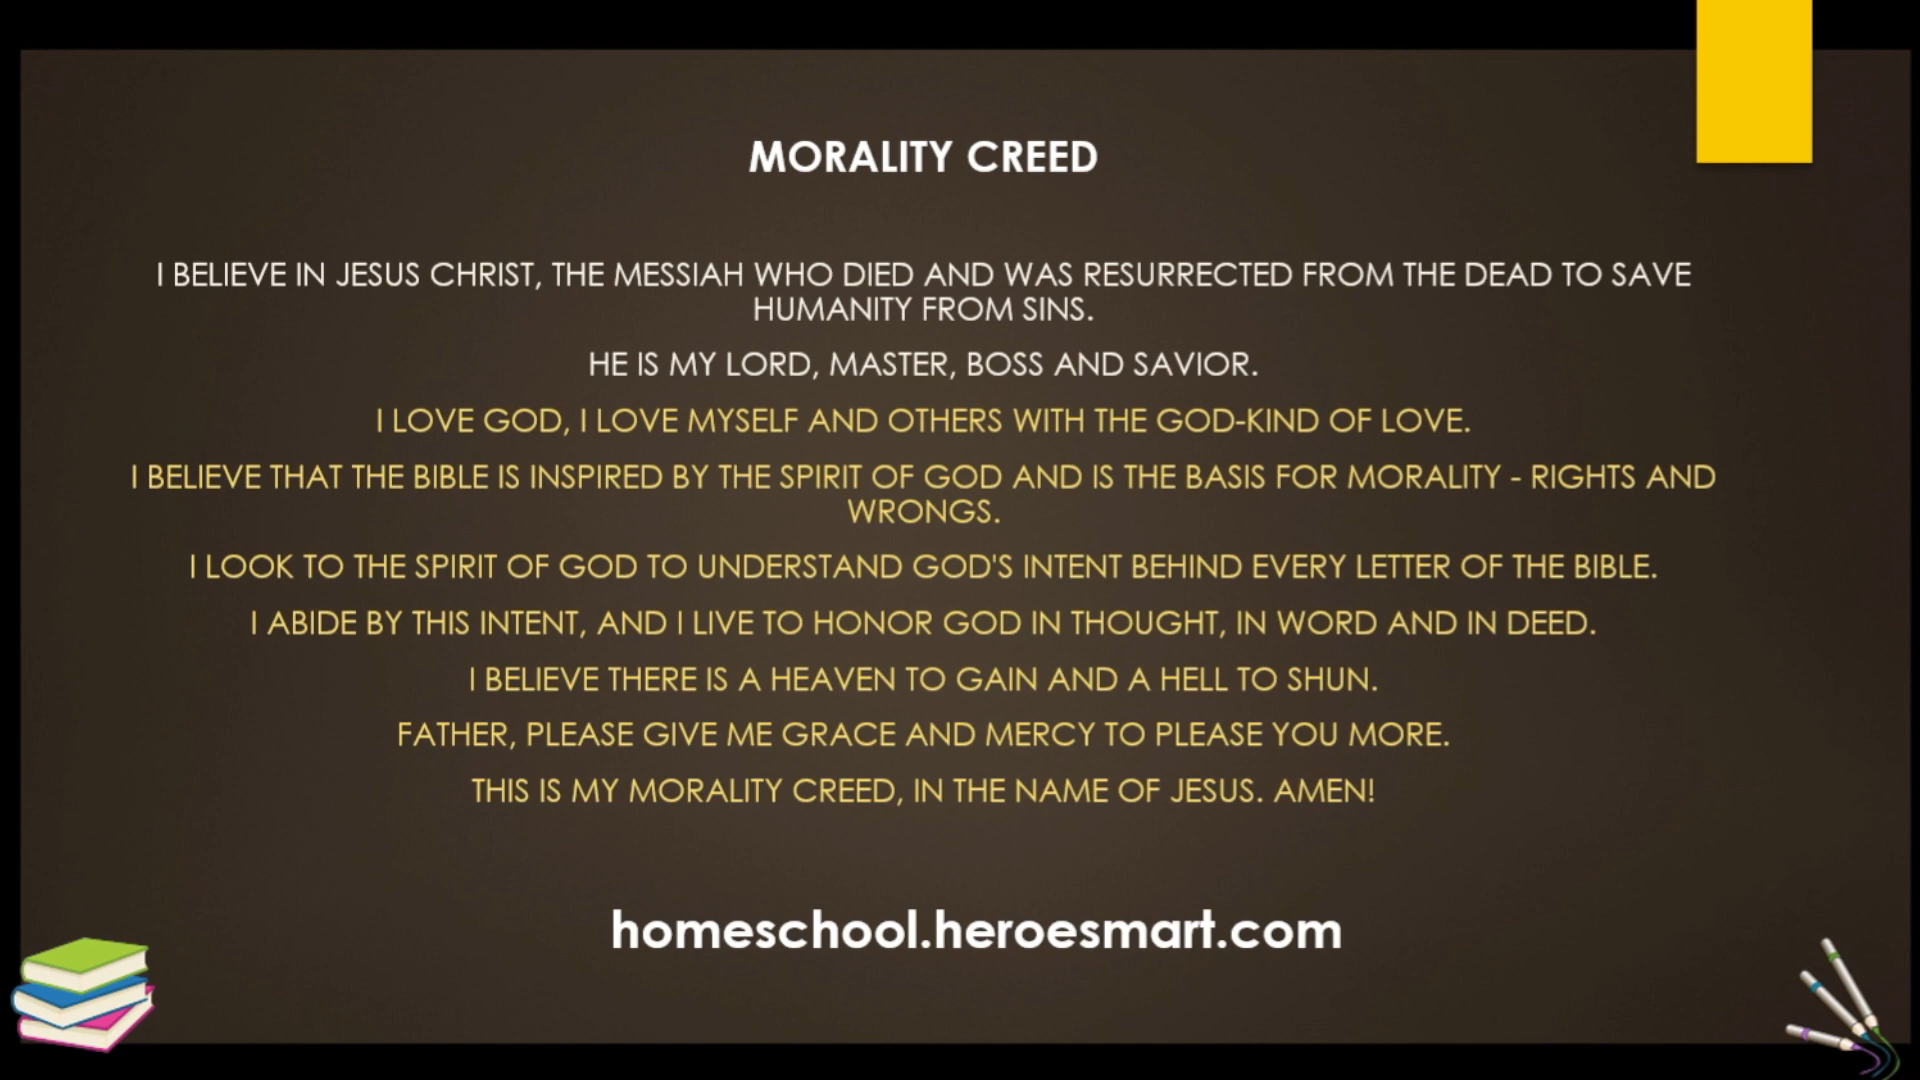 MORALITY CREED
I BELIEVE IN JESUS CHRIST, THE MESSIAH WHO DIED AND WAS RESURRECTED FROM THE DEAD TO SAVE
HUMANITY FROM SINS.
HE IS MY LORD, MASTER, BOSS AND SAVIOR.
I LOVE GOD, I LOVE MYSELF AND OTHERS WITH THE GOD-KIND OF LOVE.
I BELIEVE THAT THE BIBLE IS INSPIRED BY THE SPIRIT OF GOD AND IS THE BASIS FOR MORALITY - RIGHTS AND
WRONGS.
I LOOK TO THE SPIRIT OF GOD TO UNDERSTAND GOD'S INTENT BEHIND EVERY LETTER OF THE BIBLE.
I ABIDE BY THIS INTENT, AND I LIVE TO HONOR GOD IN THOUGHT, IN WORD AND IN DEED.
I BELIEVE THERE IS A HEAVEN TO GAIN AND A HELL TO SHUN.
FATHER, PLEASE GIVE ME GRACE AND MERCY TO PLEASE YOU MORE.
THIS IS MY MORALITY CREED, IN THE NAME OF JESUS. AMEN!
homeschool.heroesmart.com